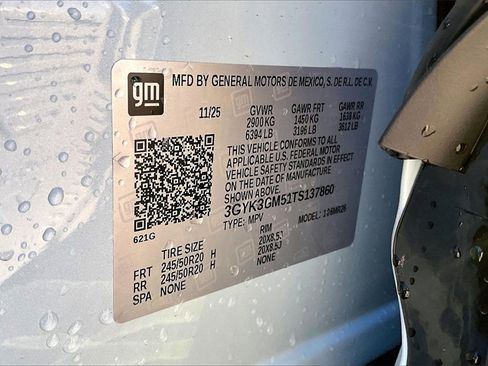 gm
MFD BY GENERAL MOTORS DE MEXICO, S. DE R.L. DE C.V.
11/25 GVWR GAWR FRT GAWR RR
2900 KG 1450 KG 1638 KG
6394 LB 3196 LB 3612 LB
THIS VEHICLE CONFORMS TO ALL
APPLICABLE U.S. FEDERAL MOTOR
VEHICLE SAFETY STANDARDS IN EFFECT
ON THE DATE OF MANUFACTURE
SHOWN ABOVE.
3GYK3GM51TS137860
TYPE: MPV MODEL: 126MR26
621G
TIRE SIZE RIM
FRT 245/50R20 H 20X8.5J
RR 245/50R20 H 20X8.5J
SPA NONE NONE